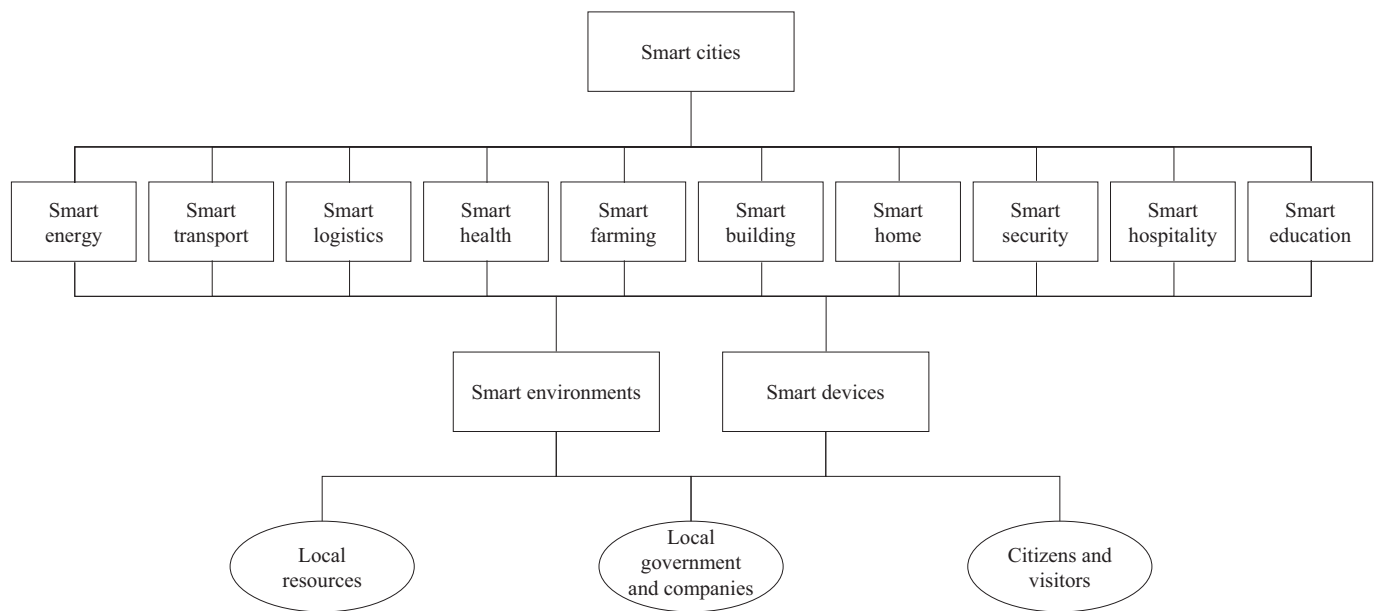 Smart cities
Smart
energy
Smart
transport
Smart
logistics
Smart
health
Smart
farming
Smart
building
Smart
home
Smart
security
Smart
hospitality
Smart
education
Smart environments
Smart devices
Local
resources
Local
government
and companies
Citizens and
visitors